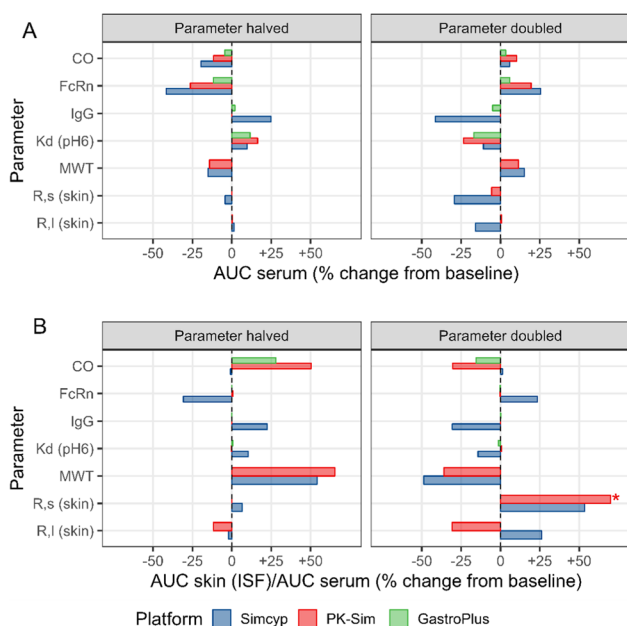 A
Parameter halved
Parameter doubled
Parameter
CO
FcRn
IgG
Kd (pH6)
MWT
R,s (skin)
R,l (skin)
-50 -25 0 +25 +50
-50 -25 0 +25 +50
AUC serum (% change from baseline)
B
Parameter halved
Parameter doubled
Parameter
CO
FcRn
IgG
Kd (pH6)
MWT
R,s (skin)
*
R,l (skin)
-50 -25 0 +25 +50
-50 -25 0 +25 +50
AUC skin (ISF)/AUC serum (% change from baseline)
Platform Simcyp PK-Sim GastroPlus